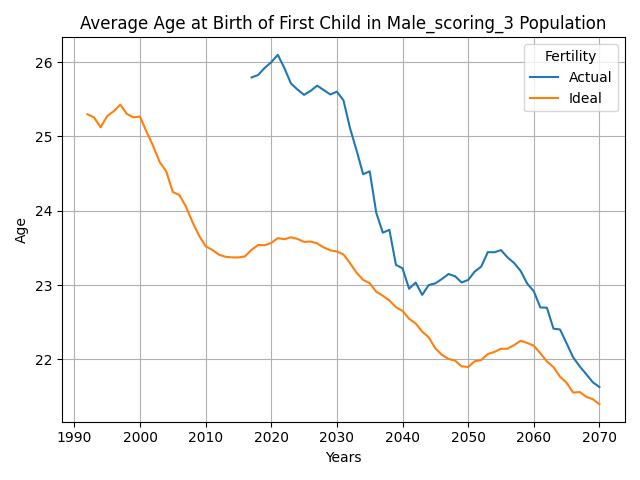 Average Age at Birth of First Child in Male_scoring_3 Population
Fertility
Actual
Ideal
Age
26
25
24
23
22
1990 2000 2010 2020 2030 2040 2050 2060 2070
Years